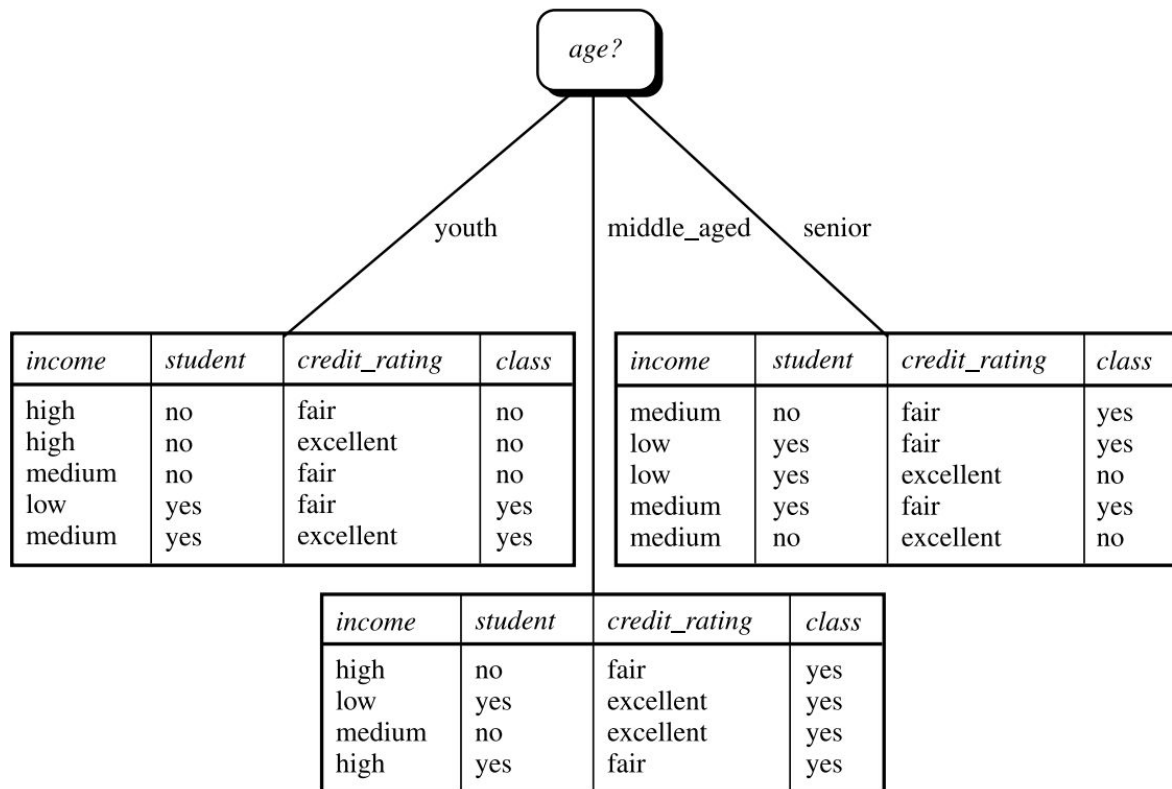 age?
youth
middle_aged
senior
income student credit_rating class
high no fair no
high no excellent no
medium no fair no
low yes fair yes
medium yes excellent yes
income student credit_rating class
medium no fair yes
low yes fair yes
low yes excellent no
medium yes fair yes
medium no excellent no
income student credit_rating class
high no fair yes
low yes excellent yes
medium no excellent yes
high yes fair yes